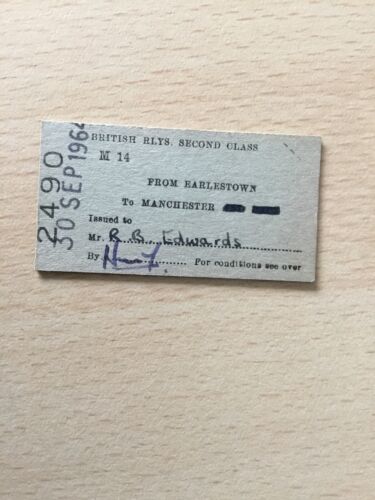 BRITISH RLYS. SECOND CLASS
M 14
FROM EARLESTOWN
To MANCHESTER
Issued to
Mr. R. B. Edwards
By For conditions see over
2490
30 SEP 1964